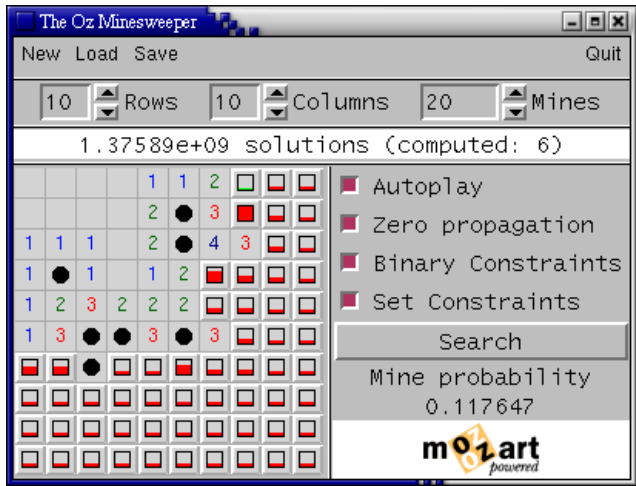 The Oz Minesweeper
New Load Save Quit
10 Rows 10 Columns 20 Mines
1.37589e+09 solutions (computed: 6)
1 1 2
2 3
1 1 1 2 4 3
1 1 1 2
1 2 3 2 2 2
1 3 3 3
Autoplay
Zero propagation
Binary Constraints
Set Constraints
Search
Mine probability
0.117647
mozart
powered